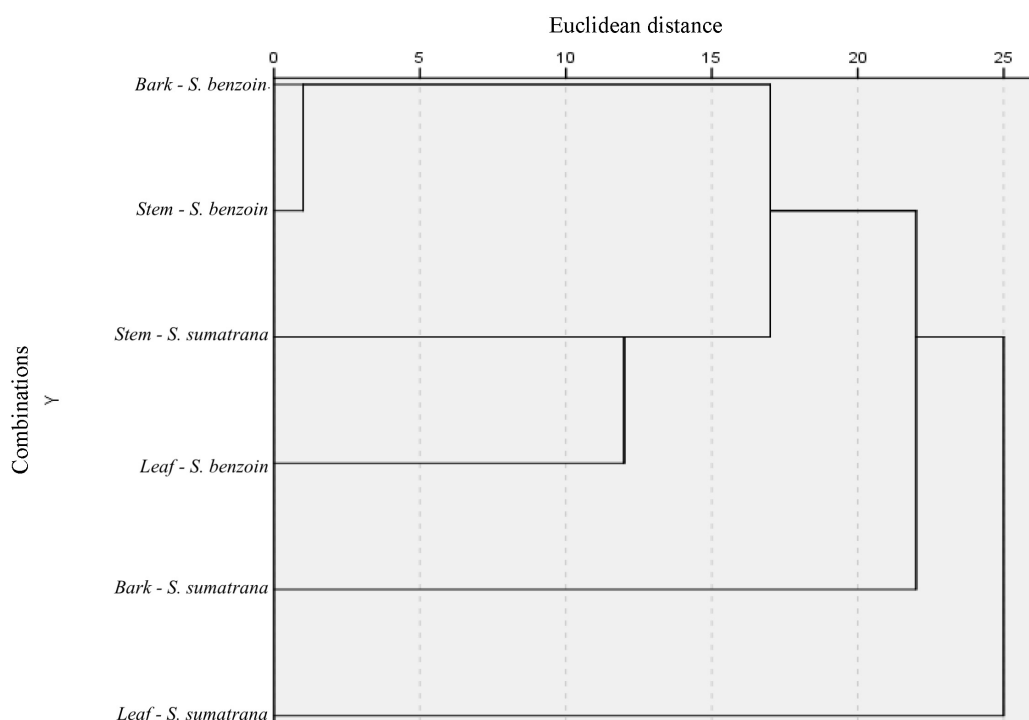 Euclidean distance
0 5 10 15 20 25
Bark - S. benzoin
Stem - S. benzoin
Stem - S. sumatrana
Leaf - S. benzoin
Bark - S. sumatrana
Leaf - S. sumatrana
Combinations
Y